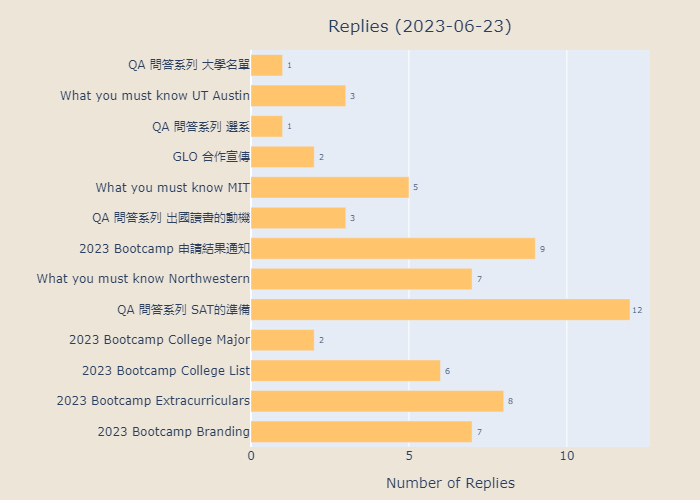 Replies (2023-06-23)
QA 問答系列 大學名單 1
What you must know UT Austin 3
QA 問答系列 選系 1
GLO 合作宣傳 2
What you must know MIT 5
QA 問答系列 出國讀書的動機 3
2023 Bootcamp 申請結果通知 9
What you must know Northwestern 7
QA 問答系列 SAT的準備 12
2023 Bootcamp College Major 2
2023 Bootcamp College List 6
2023 Bootcamp Extracurriculars 8
2023 Bootcamp Branding 7
0 5 10
Number of Replies